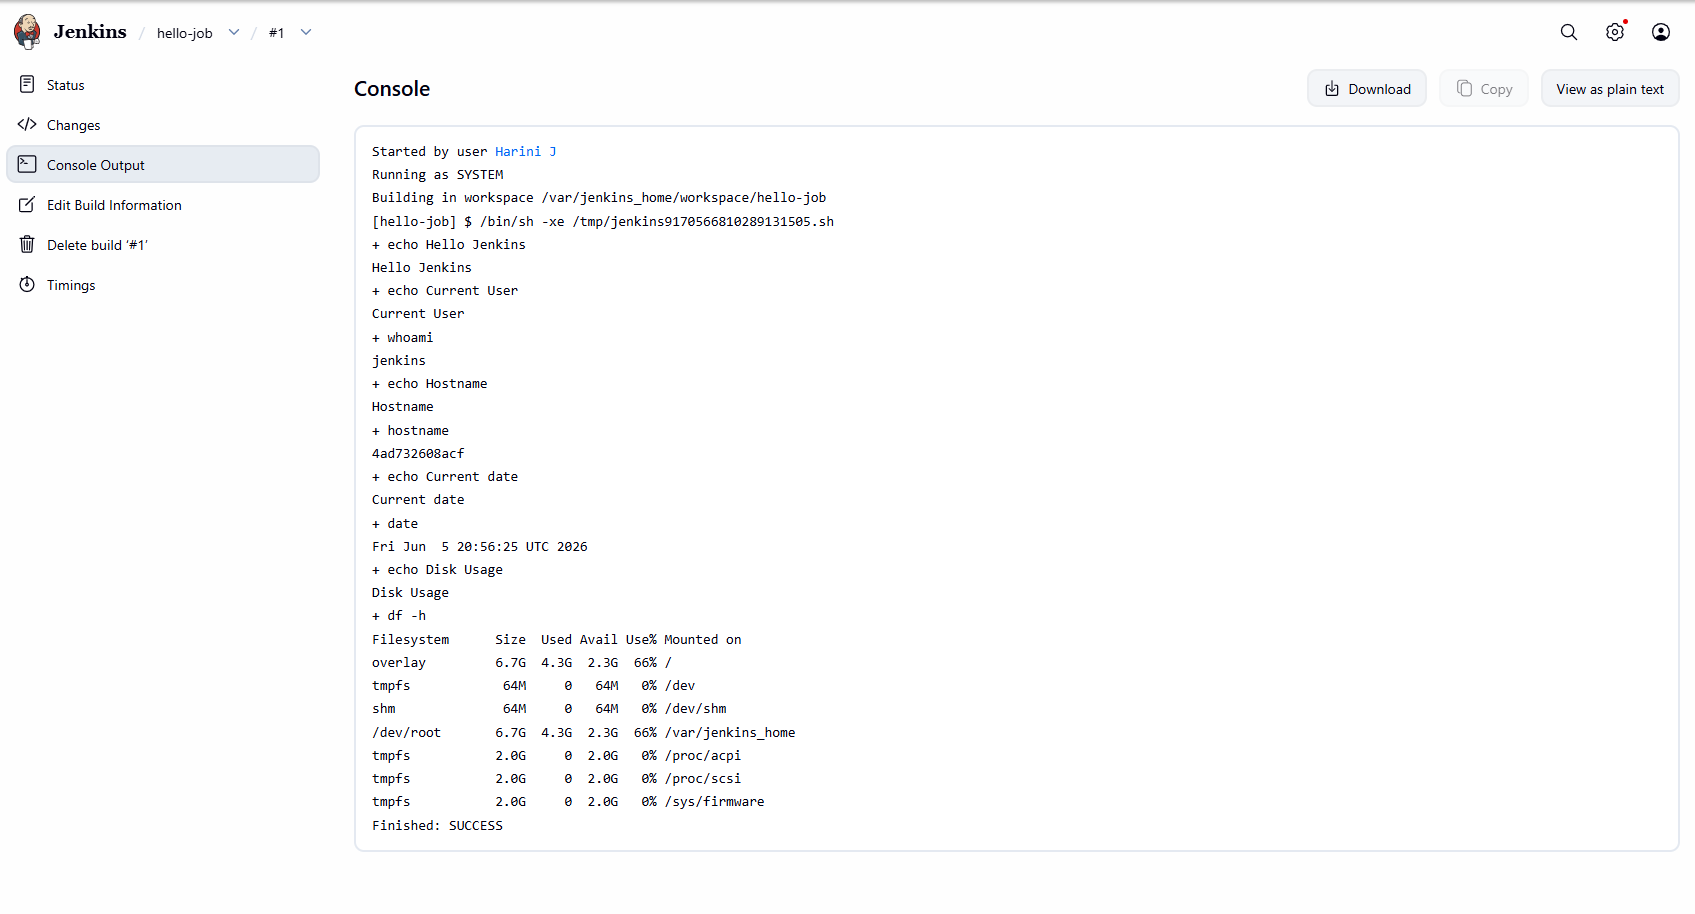 Jenkins / hello-job / #1
Status
Changes
Console Output
Edit Build Information
Delete build ‘#1’
Timings
Console
Download
Copy
View as plain text
Started by user Harini J
Running as SYSTEM
Building in workspace /var/jenkins_home/workspace/hello-job
[hello-job] $ /bin/sh -xe /tmp/jenkins9170566810289131505.sh
+ echo Hello Jenkins
Hello Jenkins
+ echo Current User
Current User
+ whoami
jenkins
+ echo Hostname
Hostname
+ hostname
4ad732608acf
+ echo Current date
Current date
+ date
Fri Jun  5 20:56:25 UTC 2026
+ echo Disk Usage
Disk Usage
+ df -h
Filesystem      Size  Used Avail Use% Mounted on
overlay         6.7G  4.3G  2.3G  66% /
tmpfs            64M     0   64M   0% /dev
shm              64M     0   64M   0% /dev/shm
/dev/root       6.7G  4.3G  2.3G  66% /var/jenkins_home
tmpfs           2.0G     0  2.0G   0% /proc/acpi
tmpfs           2.0G     0  2.0G   0% /proc/scsi
tmpfs           2.0G     0  2.0G   0% /sys/firmware
Finished: SUCCESS